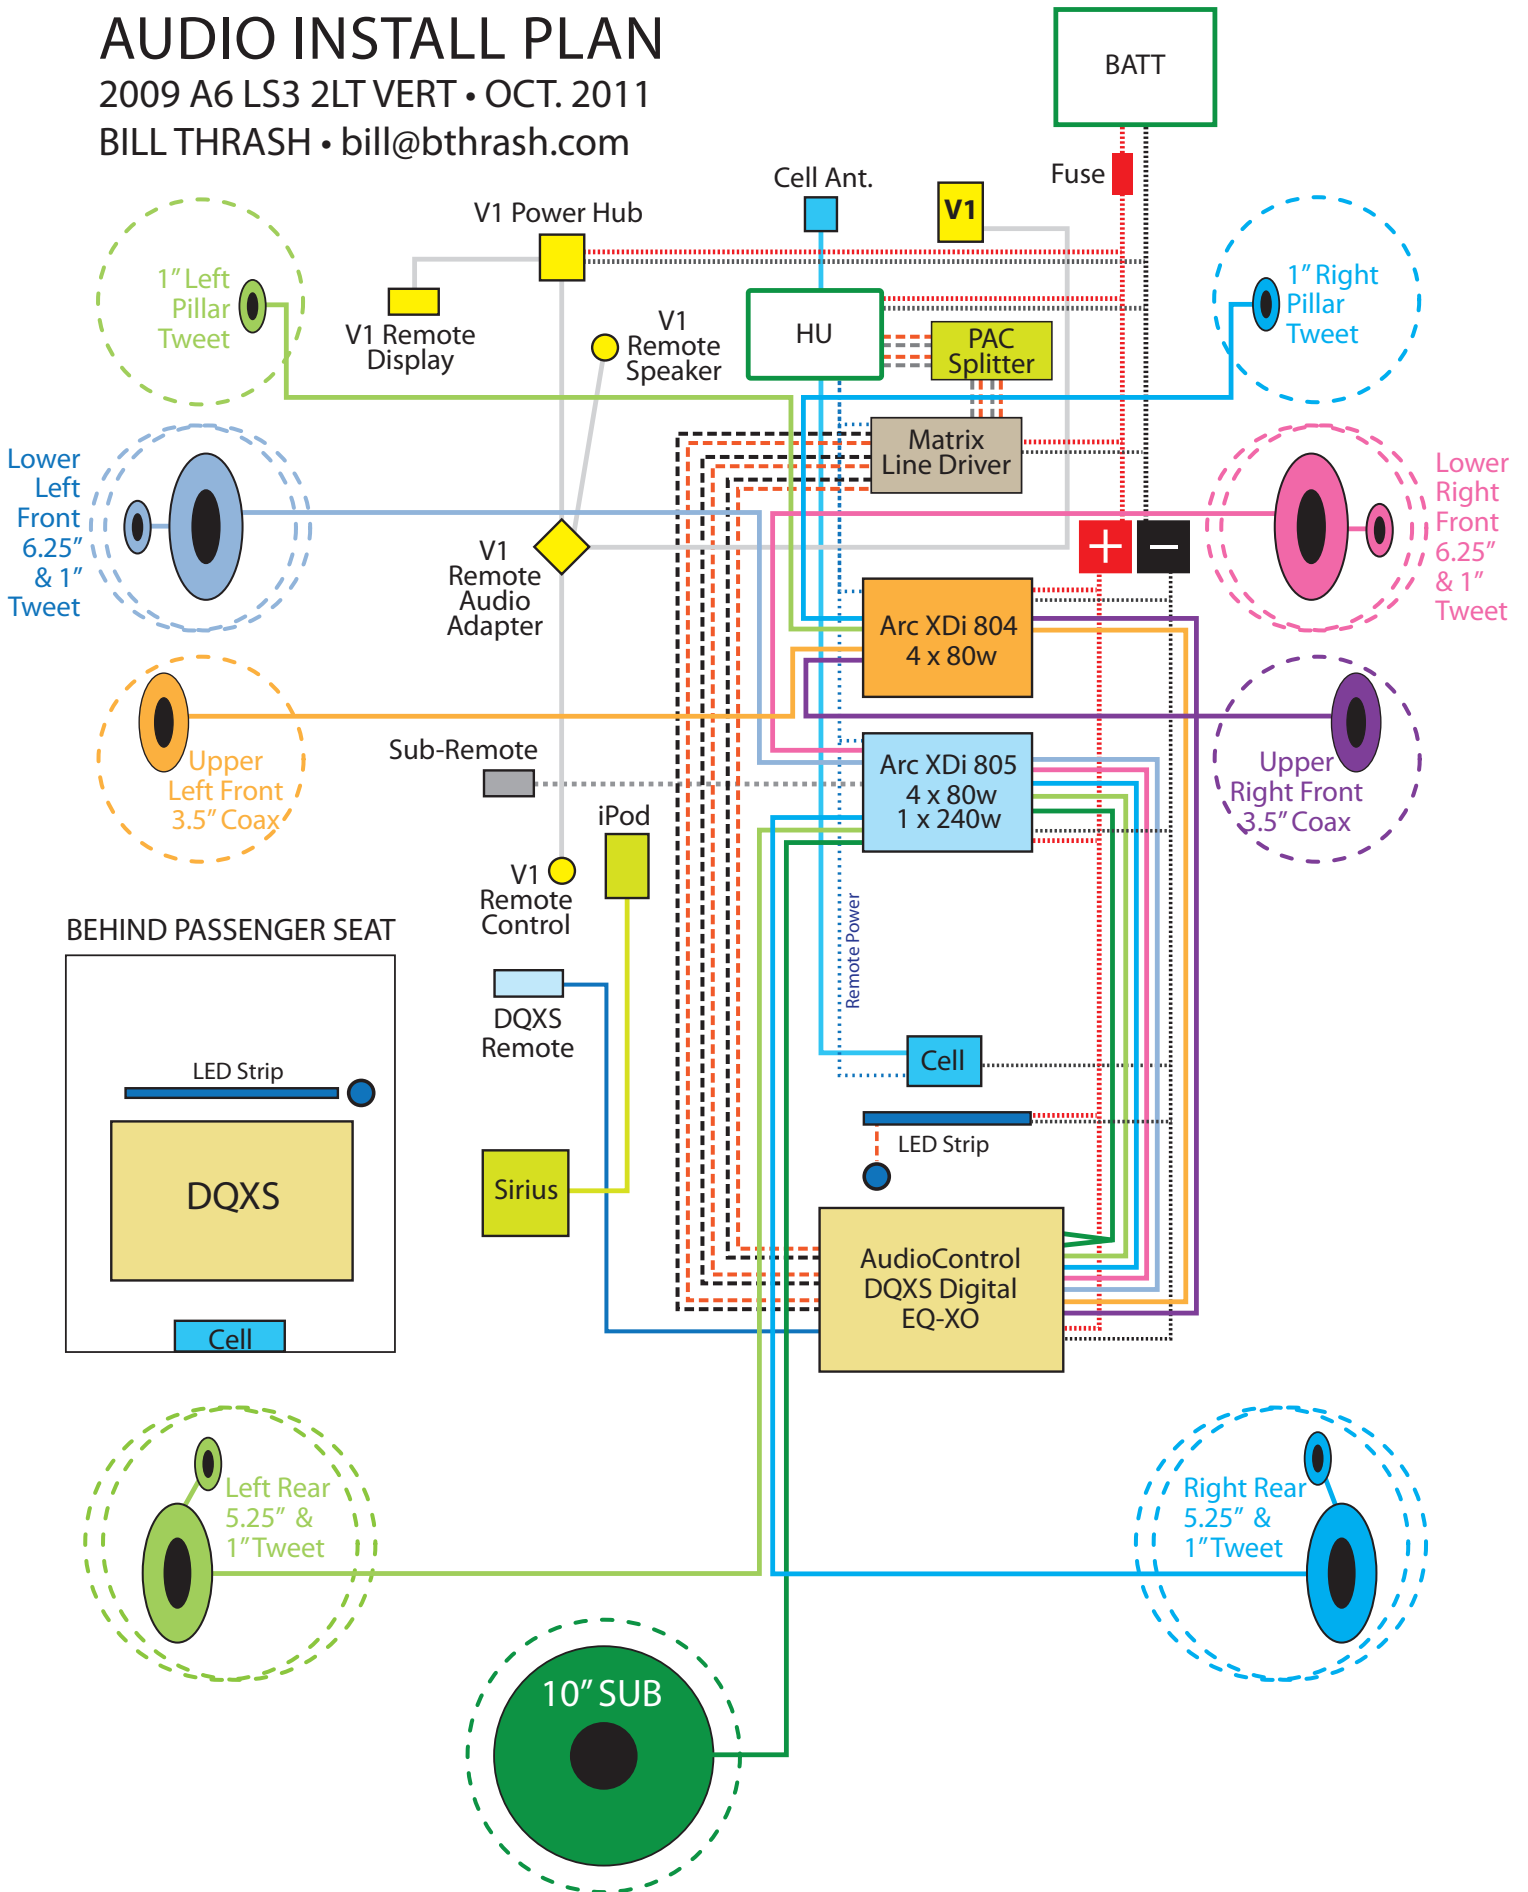 AUDIO INSTALL PLAN
2009 A6 LS3 2LT VERT • OCT. 2011
BILL THRASH • bill@bthrash.com
BATT
Fuse
Cell Ant.
V1
V1 Power Hub
1” Left
Pillar
Tweet
V1 Remote
Display
V1
Remote
Speaker
HU
PAC
Splitter
1” Right
Pillar
Tweet
Matrix
Line Driver
Lower
Left
Front
6.25”
& 1”
Tweet
Lower
Right
Front
6.25”
& 1”
Tweet
+
–
V1
Remote
Audio
Adapter
Arc XDi 804
4 x 80w
Upper
Left Front
3.5” Coax
Sub-Remote
Arc XDi 805
4 x 80w
1 x 240w
Upper
Right Front
3.5” Coax
iPod
V1
Remote
Control
Remote Power
BEHIND PASSENGER SEAT
LED Strip
DQXS
Cell
DQXS
Remote
Cell
LED Strip
Sirius
AudioControl
DQXS Digital
EQ-XO
Left Rear
5.25” &
1” Tweet
Right Rear
5.25” &
1” Tweet
10” SUB